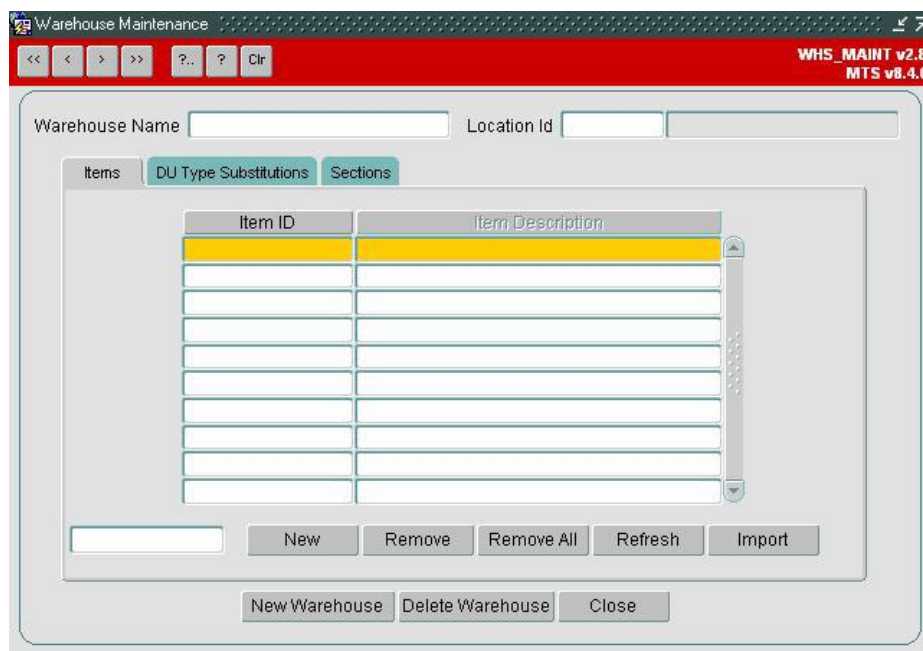 Warehouse Maintenance
<< < > >> ?.. ? Clr
WHS_MAINT v2.8
MTS v8.4.0
Warehouse Name Location Id
Items DU Type Substitutions Sections
Item ID Item Description
New Remove Remove All Refresh Import
New Warehouse Delete Warehouse Close